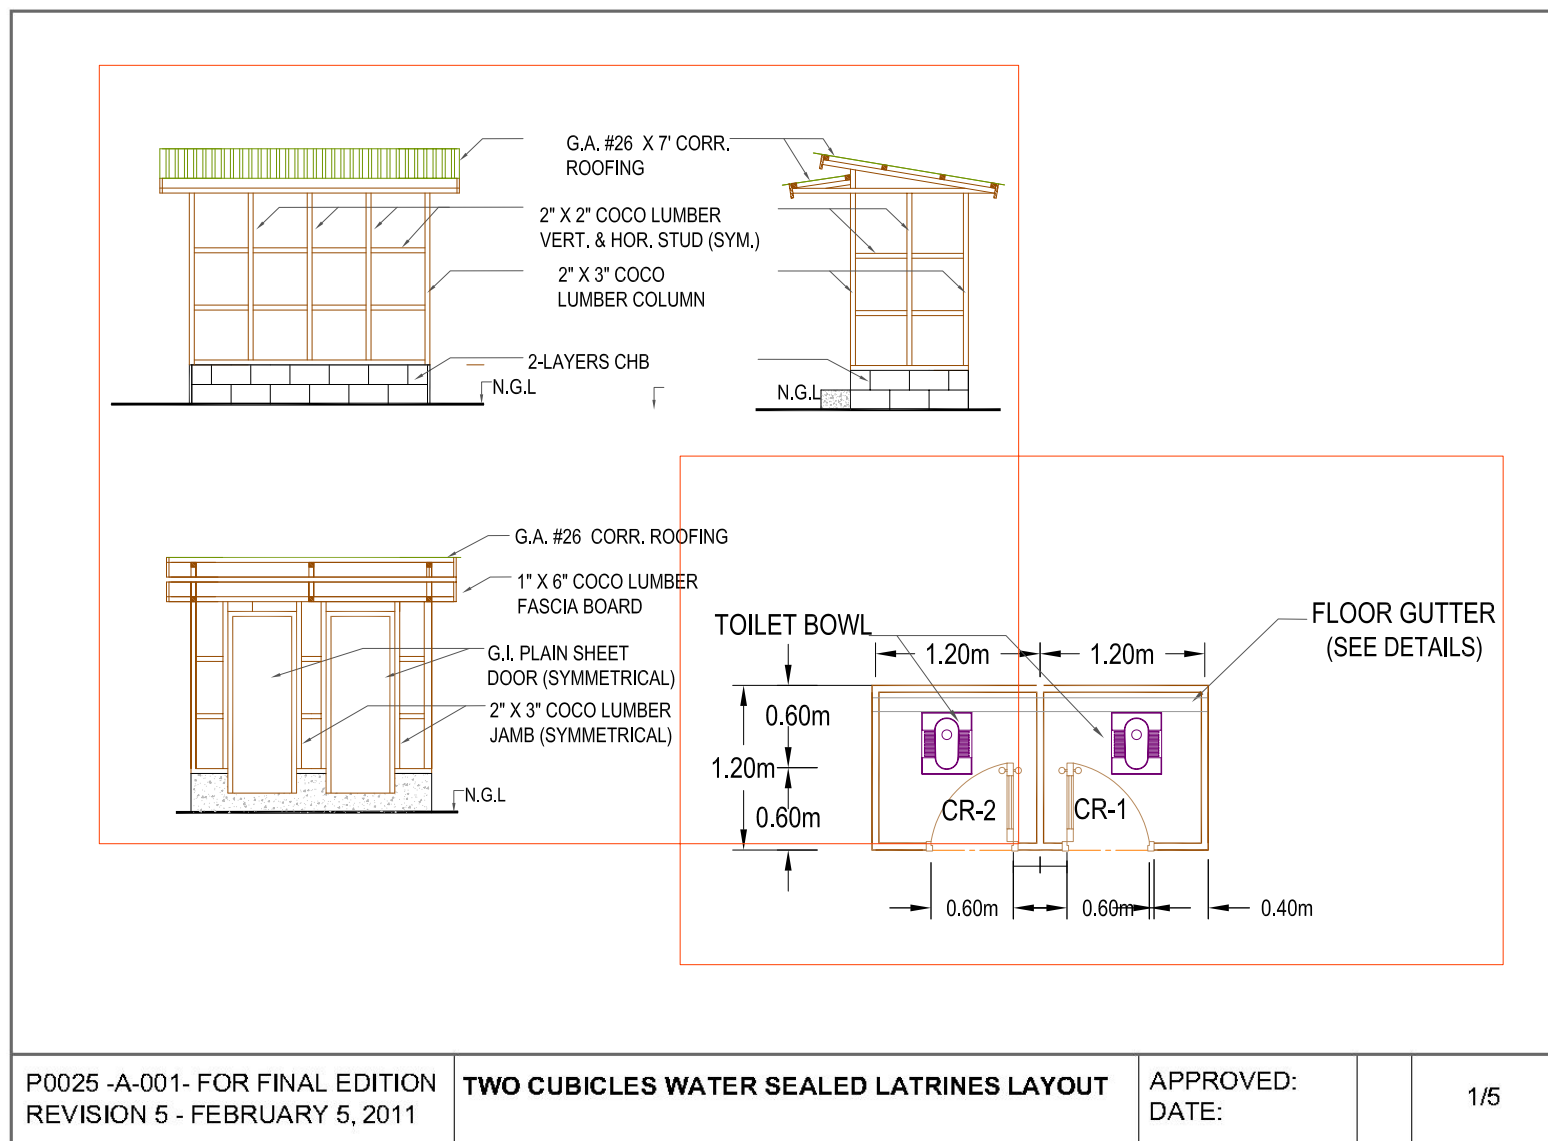 G.A. #26 X 7' CORR.
ROOFING
2" X 2" COCO LUMBER
VERT. & HOR. STUD (SYM.)
2" X 3" COCO
LUMBER COLUMN
2-LAYERS CHB
N.G.L
N.G.L
G.A. #26 CORR. ROOFING
1" X 6" COCO LUMBER
FASCIA BOARD
G.I. PLAIN SHEET
DOOR (SYMMETRICAL)
2" X 3" COCO LUMBER
JAMB (SYMMETRICAL)
N.G.L
TOILET BOWL
FLOOR GUTTER
(SEE DETAILS)
1.20m
1.20m
0.60m
1.20m
0.60m
CR-2
CR-1
0.60m
0.60m
0.40m
P0025 -A-001- FOR FINAL EDITION
REVISION 5 - FEBRUARY 5, 2011
TWO CUBICLES WATER SEALED LATRINES LAYOUT
APPROVED:
DATE:
1/5